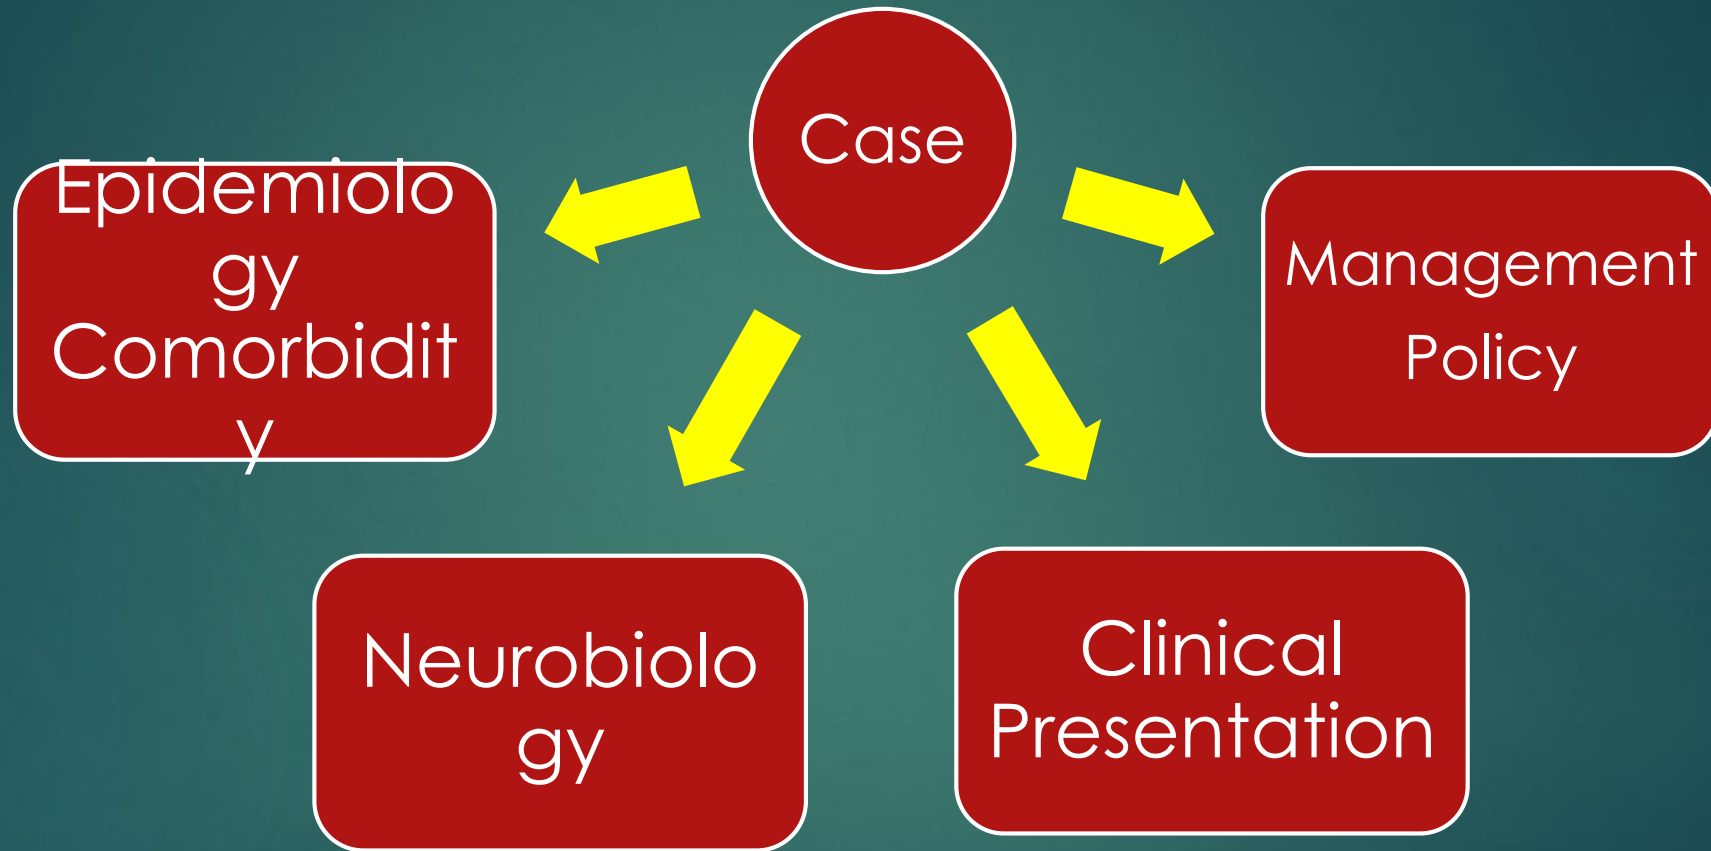 Case
Epidemiolo
gy
Comorbidit
y
Management
Policy
Neurobiolo
gy
Clinical
Presentation